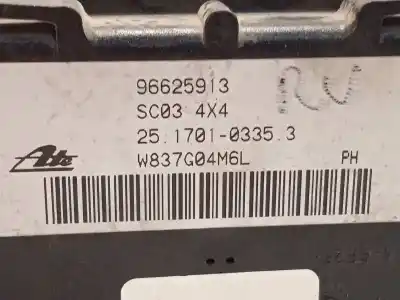 96625913
SC03 4X4
25.1701-0335.3
Ate W837G04M6L PH